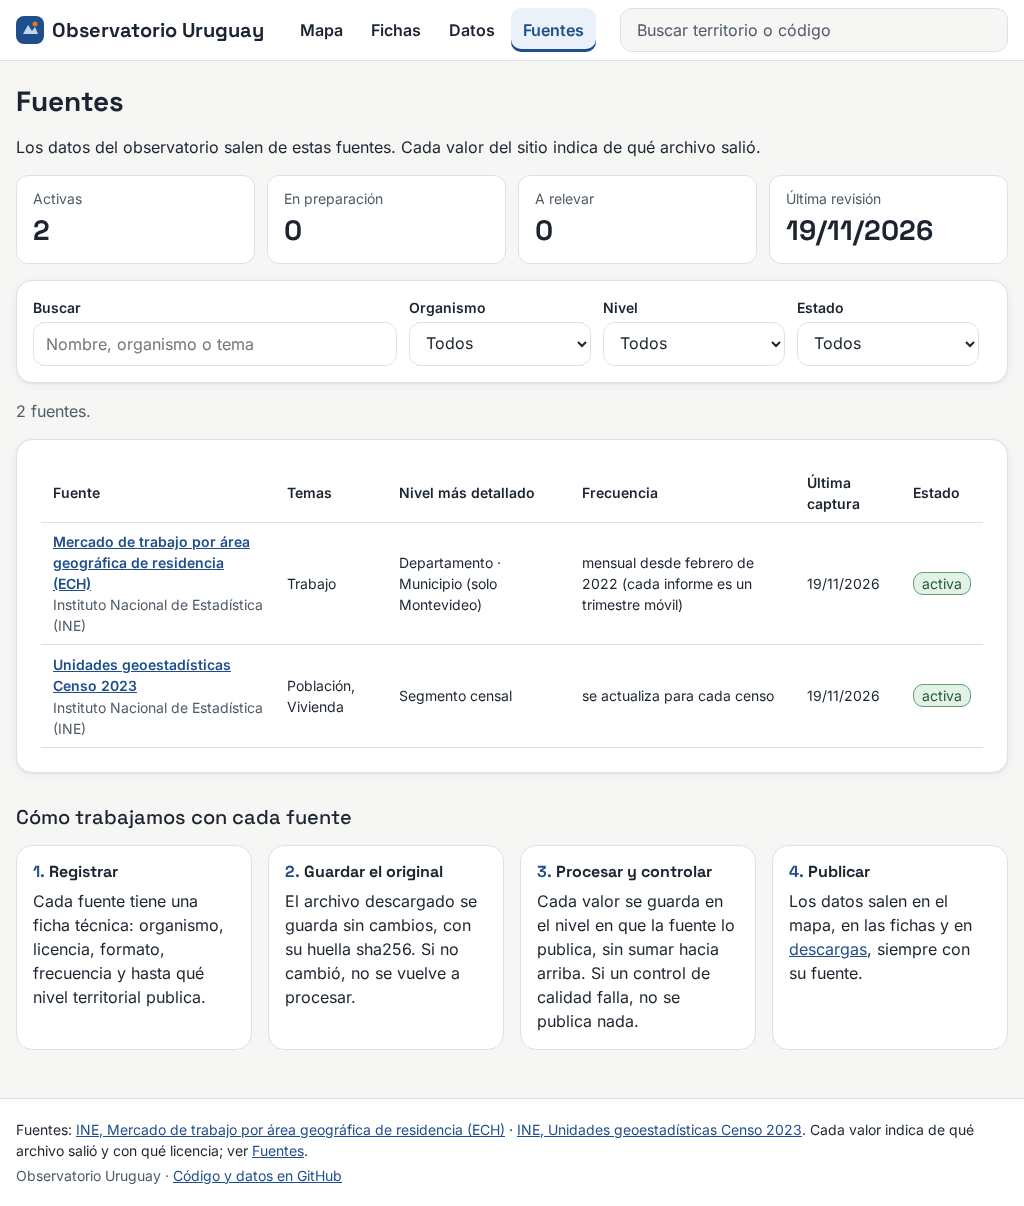 Observatorio Uruguay
Mapa
Fichas
Datos
Fuentes
Buscar territorio o código
Fuentes
Los datos del observatorio salen de estas fuentes. Cada valor del sitio indica de qué archivo salió.
Activas
2
En preparación
0
A relevar
0
Última revisión
19/11/2026
Buscar
Nombre, organismo o tema
Organismo
Todos
Nivel
Todos
Estado
Todos
2 fuentes.
Fuente
Temas
Nivel más detallado
Frecuencia
Última
captura
Estado
Mercado de trabajo por área
geográfica de residencia
(ECH)
Instituto Nacional de Estadística
(INE)
Trabajo
Departamento ·
Municipio (solo
Montevideo)
mensual desde febrero de
2022 (cada informe es un
trimestre móvil)
19/11/2026
activa
Unidades geoestadísticas
Censo 2023
Instituto Nacional de Estadística
(INE)
Población,
Vivienda
Segmento censal
se actualiza para cada censo
19/11/2026
activa
Cómo trabajamos con cada fuente
1. Registrar
Cada fuente tiene una
ficha técnica: organismo,
licencia, formato,
frecuencia y hasta qué
nivel territorial publica.
2. Guardar el original
El archivo descargado se
guarda sin cambios, con
su huella sha256. Si no
cambió, no se vuelve a
procesar.
3. Procesar y controlar
Cada valor se guarda en
el nivel en que la fuente lo
publica, sin sumar hacia
arriba. Si un control de
calidad falla, no se
publica nada.
4. Publicar
Los datos salen en el
mapa, en las fichas y en
descargas, siempre con
su fuente.
Fuentes: INE, Mercado de trabajo por área geográfica de residencia (ECH) · INE, Unidades geoestadísticas Censo 2023. Cada valor indica de qué
archivo salió y con qué licencia; ver Fuentes.
Observatorio Uruguay · Código y datos en GitHub